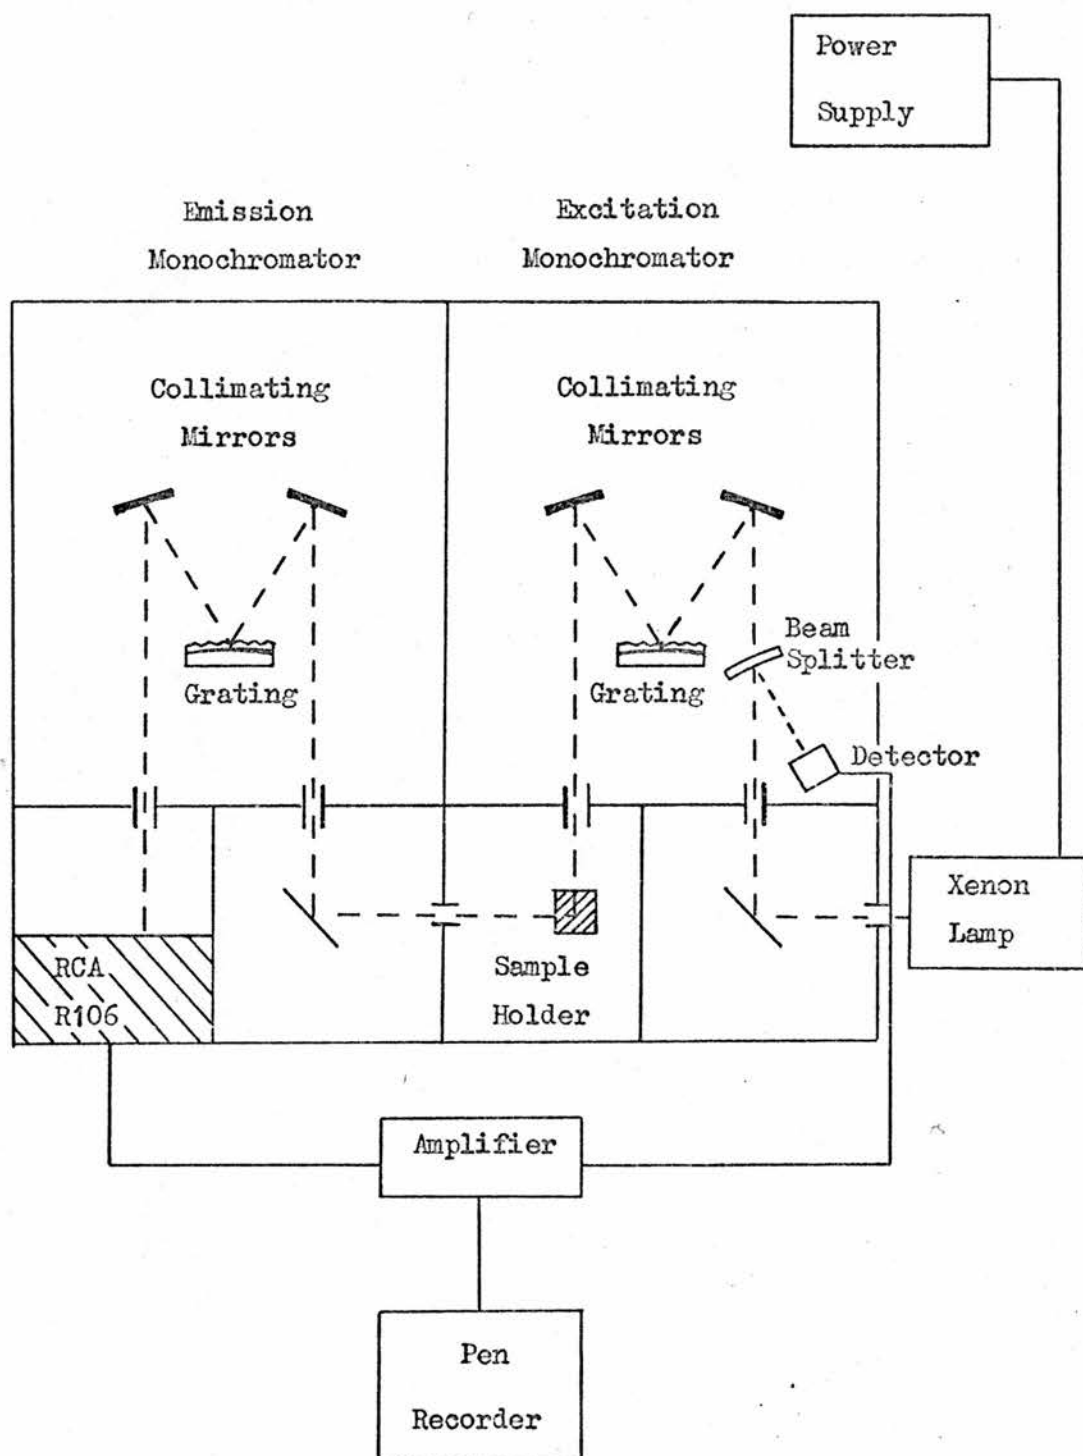 Power
Supply
Emission
Monochromator
Excitation
Monochromator
Collimating
Mirrors
Collimating
Mirrors
Beam
Splitter
Grating
Grating
Detector
Xenon
Lamp
RCA
R106
Sample
Holder
Amplifier
Pen
Recorder